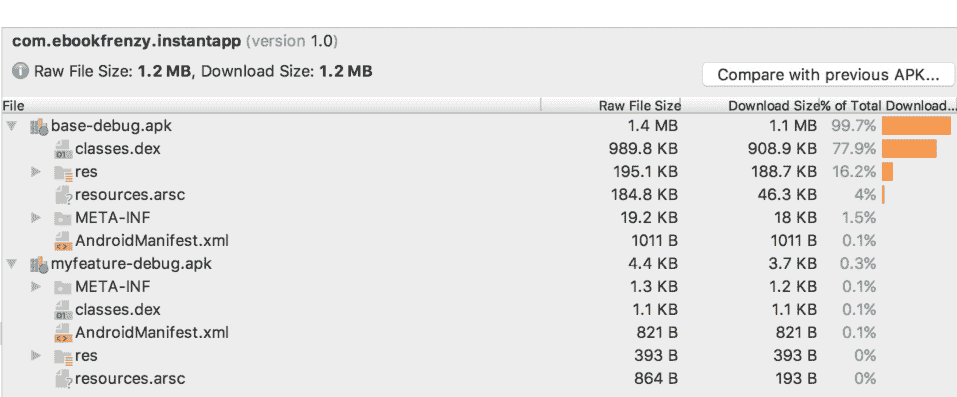 com.ebookfrenzy.instantapp (version 1.0)
Raw File Size: 1.2 MB, Download Size: 1.2 MB
Compare with previous APK...
File Raw File Size Download Size % of Total Download...
base-debug.apk 1.4 MB 1.1 MB 99.7%
classes.dex 989.8 KB 908.9 KB 77.9%
res 195.1 KB 188.7 KB 16.2%
resources.arsc 184.8 KB 46.3 KB 4%
META-INF 19.2 KB 18 KB 1.5%
AndroidManifest.xml 1011 B 1011 B 0.1%
myfeature-debug.apk 4.4 KB 3.7 KB 0.3%
META-INF 1.3 KB 1.2 KB 0.1%
classes.dex 1.1 KB 1.1 KB 0.1%
AndroidManifest.xml 821 B 821 B 0.1%
res 393 B 393 B 0%
resources.arsc 864 B 193 B 0%